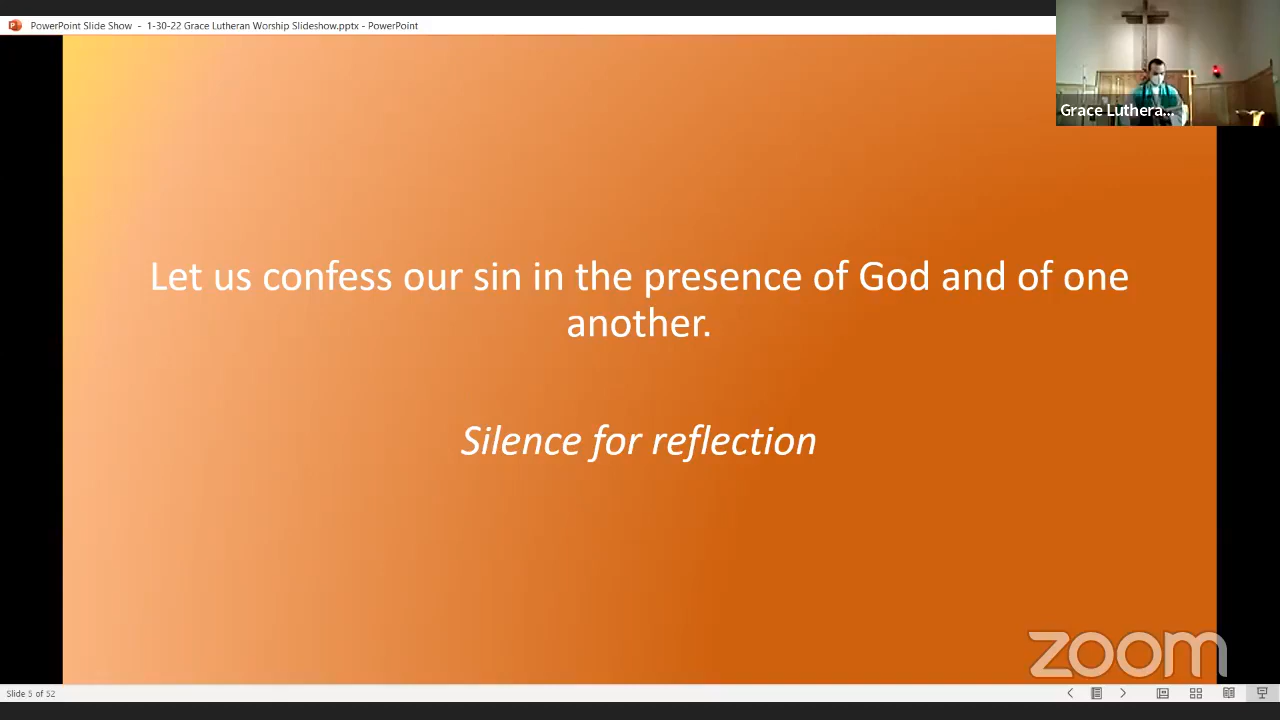 PowerPoint Slide Show - 1-30-22 Grace Lutheran Worship Slideshow.pptx - PowerPoint
Grace Luthera...
Let us confess our sin in the presence of God and of one
another.
Silence for reflection
zoom
Slide 5 of 52